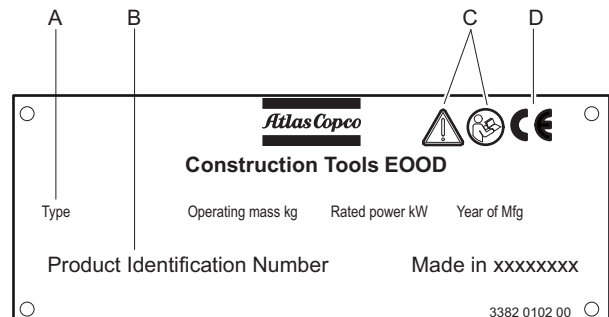 A B C D
Atlas Copco
CE
Construction Tools EOOD
Type Operating mass kg Rated power kW Year of Mfg
Product Identification Number Made in xxxxxxxx
3382 0102 00